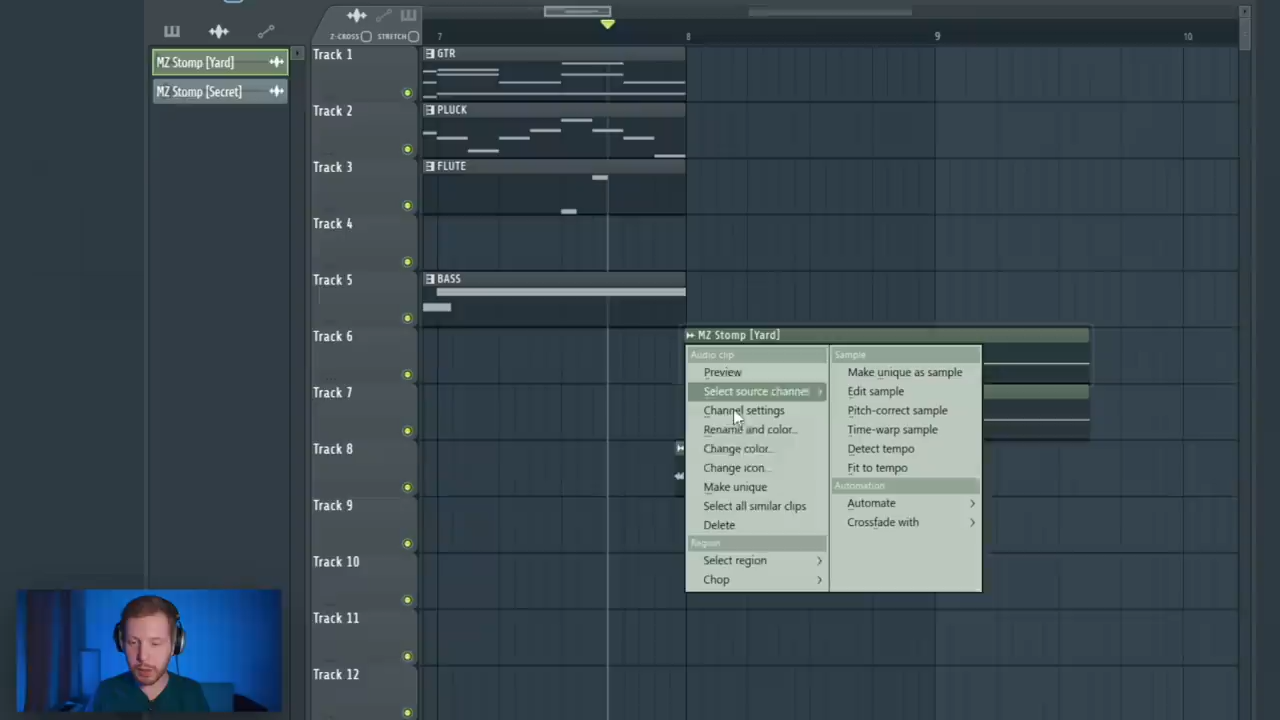 7
8
9
10
Z-CROSS
STRETCH
MZ Stomp [Yard]
MZ Stomp [Secret]
Track 1
GTR
Track 2
PLUCK
Track 3
FLUTE
Track 4
Track 5
BASS
Track 6
MZ Stomp [Yard]
Track 7
Track 8
Track 9
Track 10
Track 11
Track 12
Audio clip
Preview
Select source channel
Channel settings
Rename and color...
Change color...
Change icon...
Make unique
Select all similar clips
Delete
Region
Select region
Chop
Sample
Make unique as sample
Edit sample
Pitch-correct sample
Time-warp sample
Detect tempo
Fit to tempo
Automation
Automate
Crossfade with